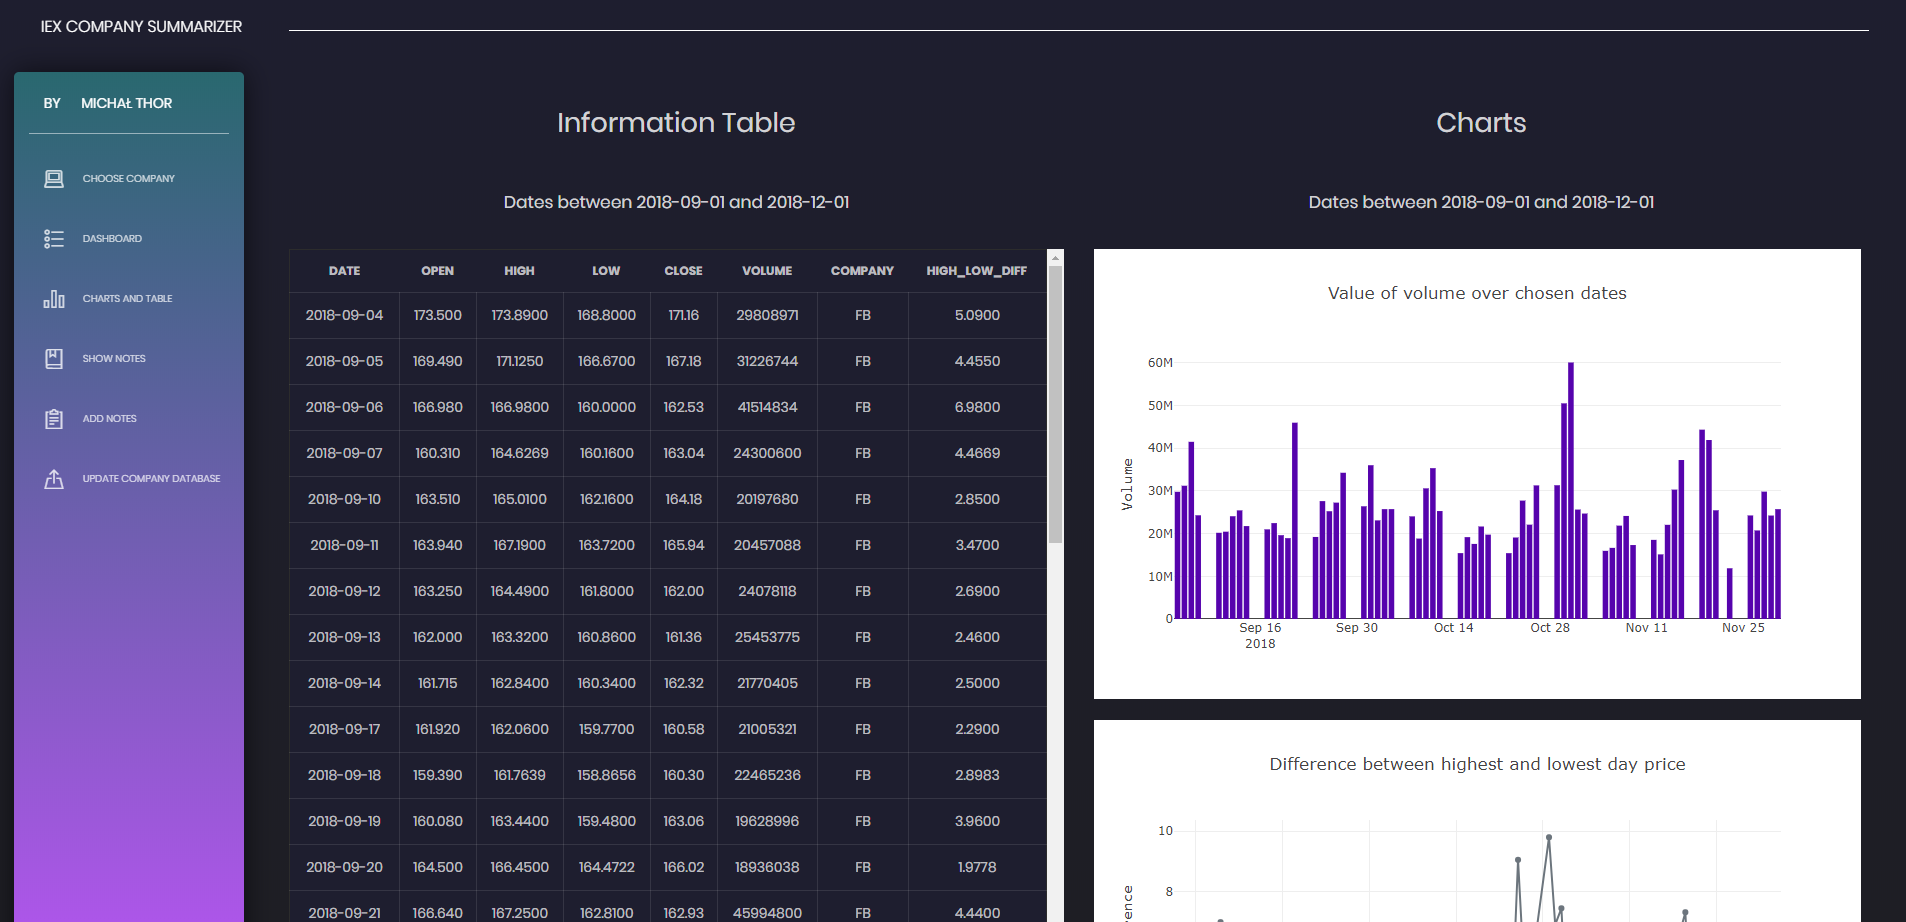 IEX COMPANY SUMMARIZER
BY MICHAŁ THOR
CHOOSE COMPANY
DASHBOARD
CHARTS AND TABLE
SHOW NOTES
ADD NOTES
UPDATE COMPANY DATABASE
Information Table
Dates between 2018-09-01 and 2018-12-01
DATE OPEN HIGH LOW CLOSE VOLUME COMPANY HIGH_LOW_DIFF
2018-09-04 173.500 173.8900 168.8000 171.16 29808971 FB 5.0900
2018-09-05 169.490 171.1250 166.6700 167.18 31226744 FB 4.4550
2018-09-06 166.980 166.9800 160.0000 162.53 41514834 FB 6.9800
2018-09-07 160.310 164.6269 160.1600 163.04 24300600 FB 4.4669
2018-09-10 163.510 165.0100 162.1600 164.18 20197680 FB 2.8500
2018-09-11 163.940 167.1900 163.7200 165.94 20457088 FB 3.4700
2018-09-12 163.250 164.4900 161.8000 162.00 24078118 FB 2.6900
2018-09-13 162.000 163.3200 160.8600 161.36 25453775 FB 2.4600
2018-09-14 161.715 162.8400 160.3400 162.32 21770405 FB 2.5000
2018-09-17 161.920 162.0600 159.7700 160.58 21005321 FB 2.2900
2018-09-18 159.390 161.7639 158.8656 160.30 22465236 FB 2.8983
2018-09-19 160.080 163.4400 159.4800 163.06 19628996 FB 3.9600
2018-09-20 164.500 166.4500 164.4722 166.02 18936038 FB 1.9778
2018-09-21 166.640 167.2500 162.8100 162.93 45994800 FB 4.4400
Charts
Dates between 2018-09-01 and 2018-12-01
Value of volume over chosen dates
Volume
60M
50M
40M
30M
20M
10M
0
Sep 16 Sep 30 Oct 14 Oct 28 Nov 11 Nov 25
2018
Difference between highest and lowest day price
10
8